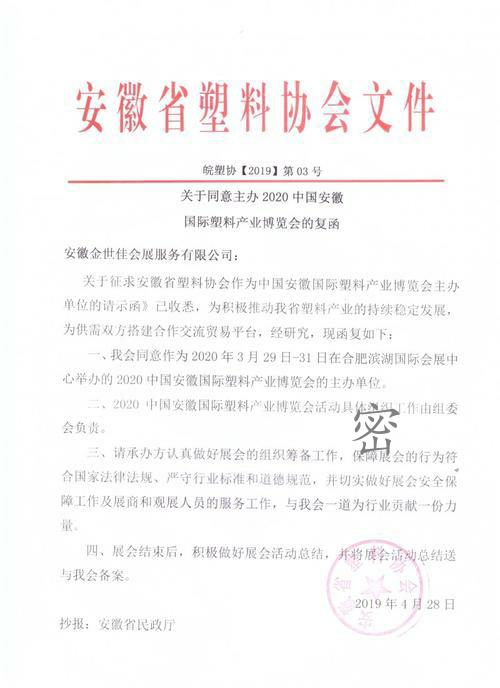 安徽省塑料协会文件
皖塑协【2019】第 03 号
关于同意主办 2020 中国安徽
国际塑料产业博览会的复函
安徽金世佳会展服务有限公司：
关于征求安徽省塑料协会作为中国安徽国际塑料产业博览会主办
单位的请示函》已收悉，为积极推动我省塑料产业的持续稳定发展，
为供需双方搭建合作交流贸易平台，经研究，现函复如下：
一、我会同意作为 2020 年 3 月 29 日-31 日在合肥滨湖国际会展中
心举办的 2020 中国安徽国际塑料产业博览会的主办单位。
二、2020 中国安徽国际塑料产业博览会活动具体组织工作由组委
会负责。
密
三、请承办方认真做好展会的组织筹备工作，保障展会的行为符
合国家法律法规、严守行业标准和道德规范，并切实做好展会安全保
障工作及展商和观展人员的服务工作，与我会一道为行业贡献一份力
量。
四、展会结束后，积极做好展会活动总结，并将展会活动总结送
与我会备案。
安徽省塑料协会
2019 年 4 月 28 日
抄报：安徽省民政厅